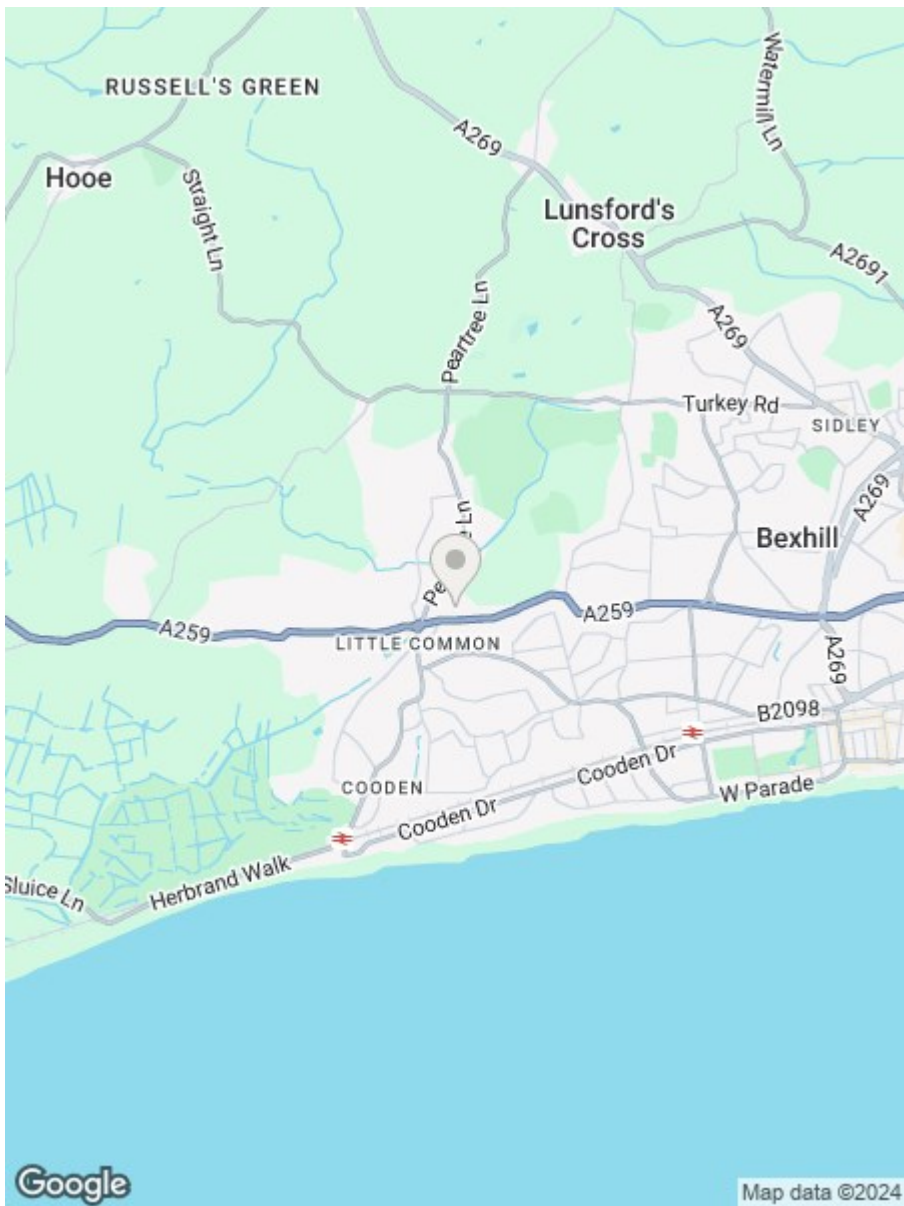 RUSSELL'S GREEN
Hooe
Straight Ln
A269
Watermill Ln
Lunsford's
Cross
A2691
Peartree Ln
A269
Turkey Rd
SIDLEY
A269
Bexhill
Ln
A259
A259
LITTLE COMMON
A269
B2098
COODEN
Cooden Dr
W Parade
Cooden Dr
Herbrand Walk
Sluice Ln
Google
Map data ©2024